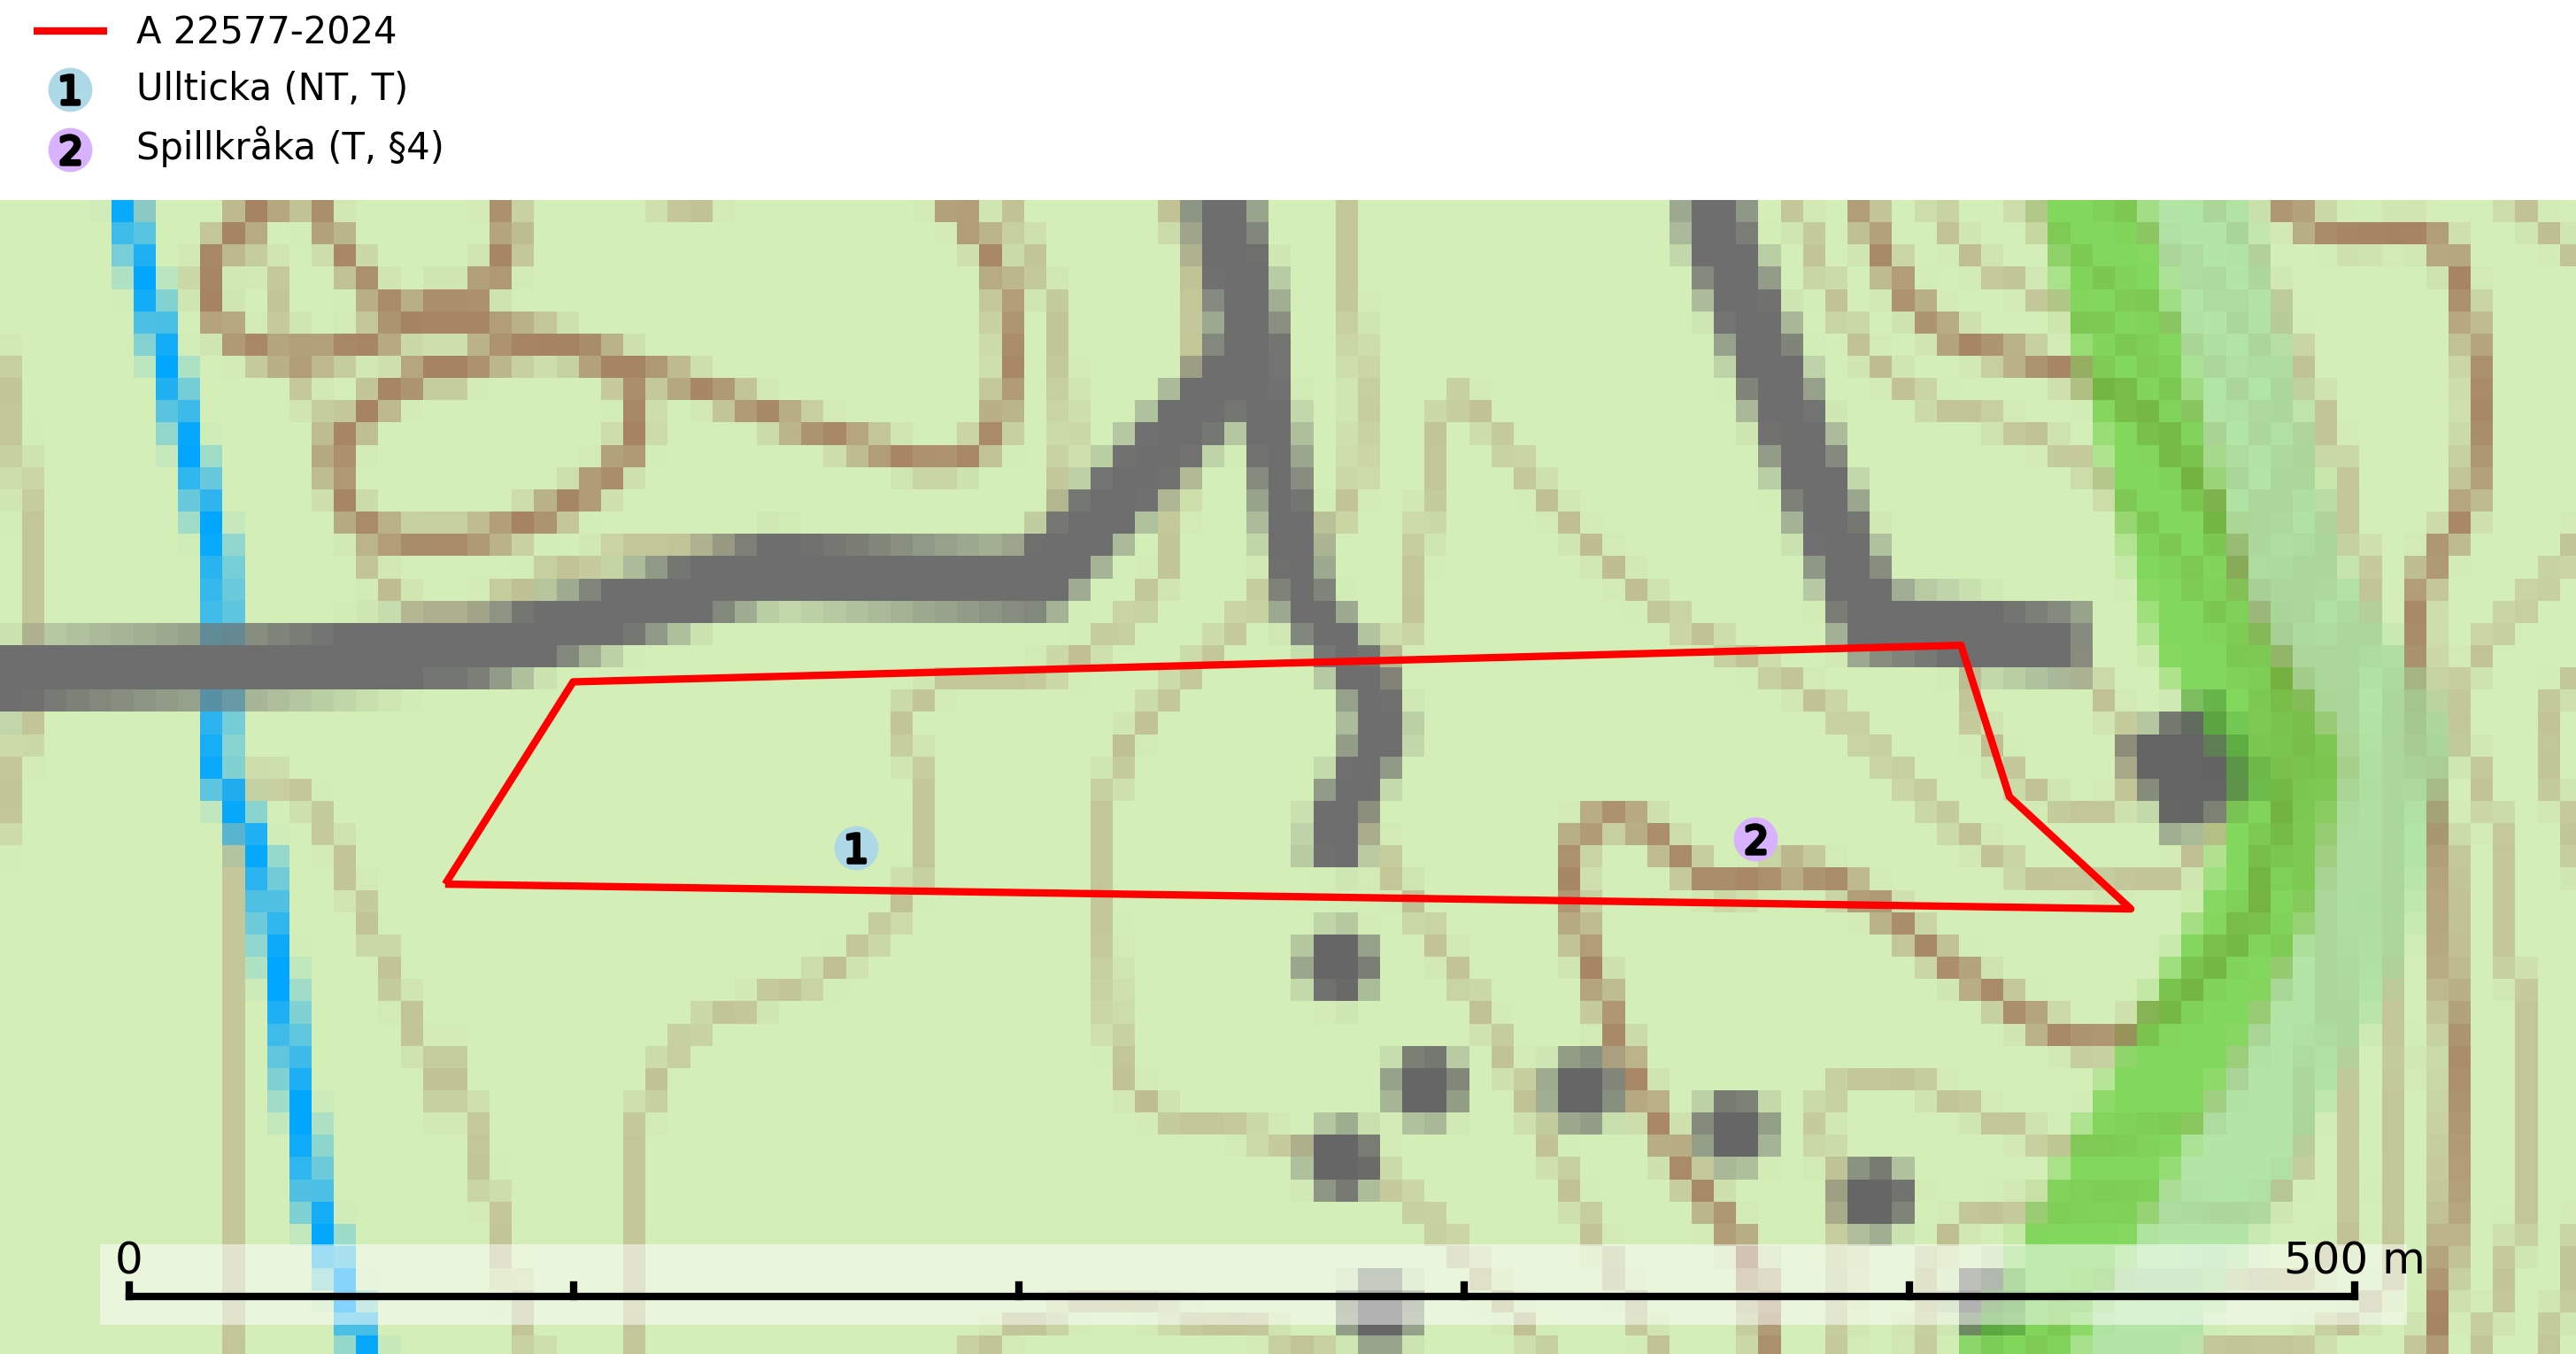 A 22577-2024
1 Ullticka (NT, T)
2 Spillkråka (T, §4)
1
2
0 500 m